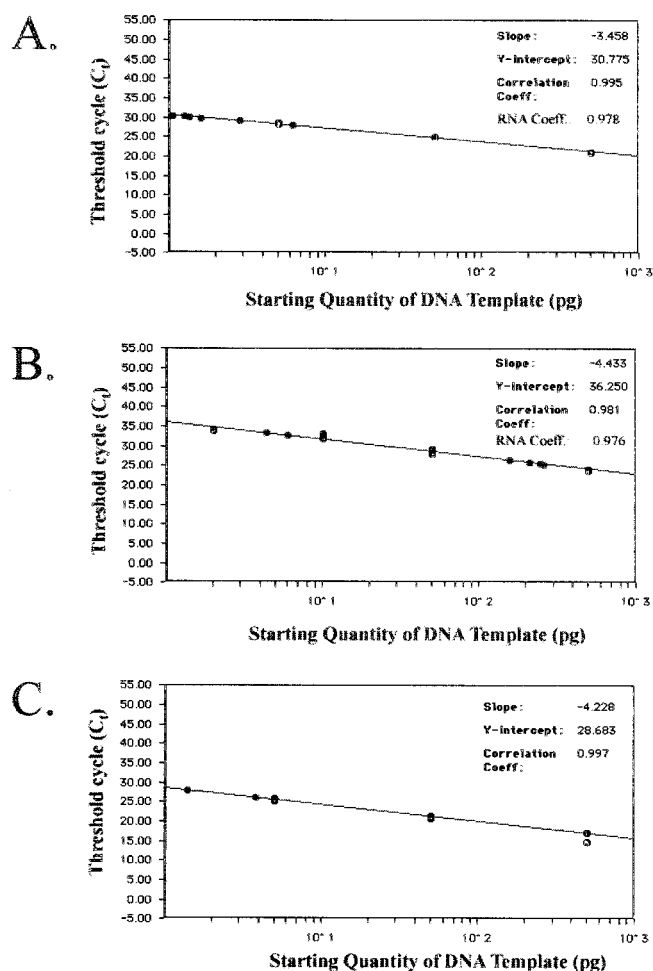 A.
Threshold cycle (Ct)
55.00
50.00
45.00
40.00
35.00
30.00
25.00
20.00
15.00
10.00
5.00
0.00
-5.00
Slope: -3.458
Y-intercept: 30.775
Correlation 0.995
Coeff:
RNA Coeff. 0.978
10^1 10^2 10^3
Starting Quantity of DNA Template (pg)
B.
Threshold cycle (Ct)
55.00
50.00
45.00
40.00
35.00
30.00
25.00
20.00
15.00
10.00
5.00
0.00
-5.00
Slope: -4.433
Y-intercept: 36.250
Correlation 0.981
Coeff:
RNA Coeff. 0.976
10^1 10^2 10^3
Starting Quantity of DNA Template (pg)
C.
Threshold cycle (Ct)
55.00
50.00
45.00
40.00
35.00
30.00
25.00
20.00
15.00
10.00
5.00
0.00
-5.00
Slope: -4.228
Y-intercept: 28.683
Correlation 0.997
Coeff:
10^1 10^2 10^3
Starting Quantity of DNA Template (pg)